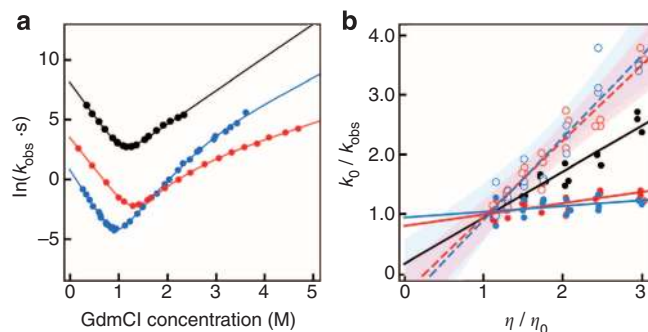 a
ln(kobs ·s)
10
5
0
−5
0 1 2 3 4 5
GdmCl concentration (M)
b
k0 / kobs
4.0
3.0
2.0
1.0
0
0 1 2 3
η / η0